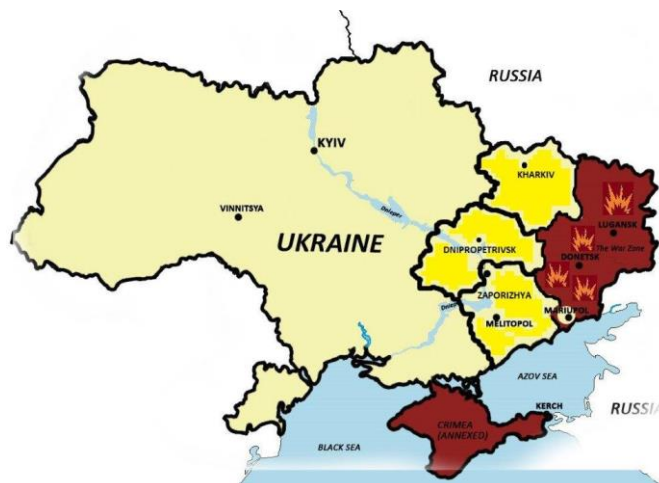 RUSSIA
KYIV
KHARKIV
VINNITSYA
Dnieper
LUGANSK
UKRAINE
DNIPROPETRIVSK
The War Zone
DONETSK
ZAPORIZHYA
MELITOPOL
MARIUPOL
AZOV SEA
KERCH
RUSSIA
CRIMEA
(ANNEXED)
BLACK SEA